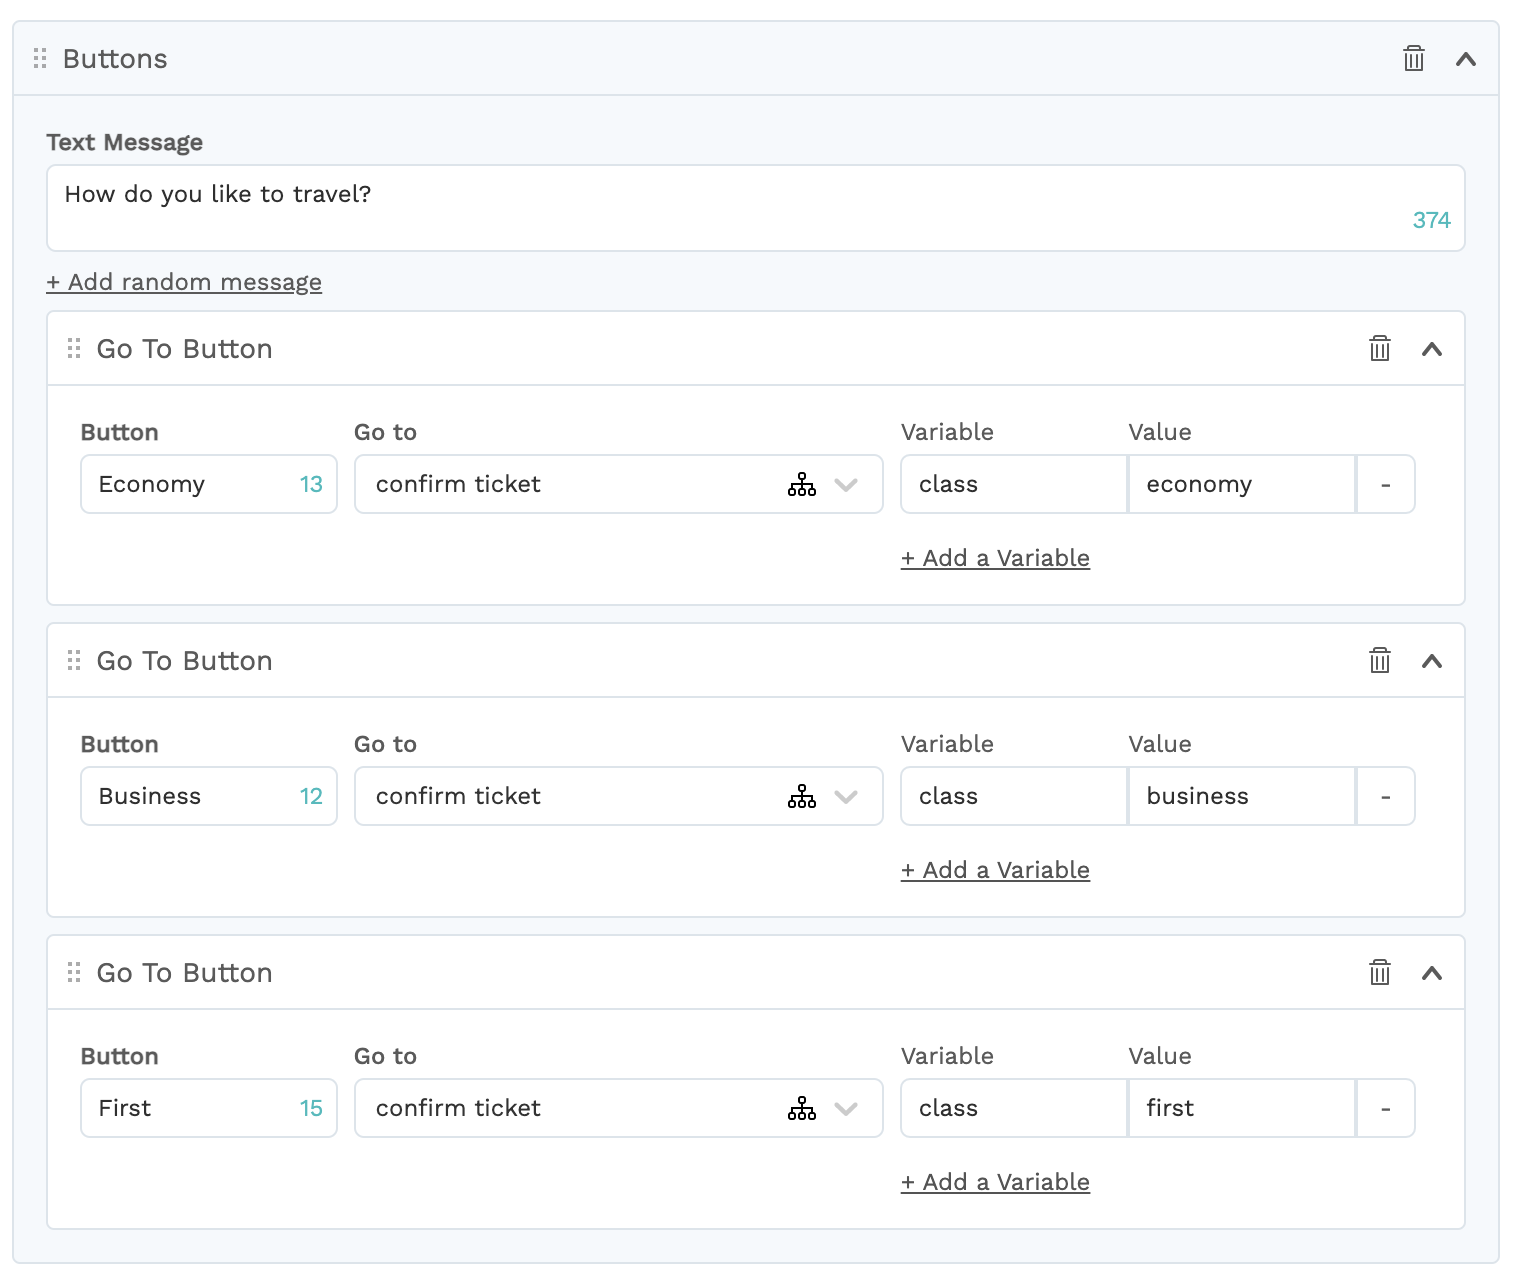 Buttons
Text Message
How do you like to travel?
374
+ Add random message
Go To Button
Button Go to Variable Value
Economy 13 confirm ticket class economy -
+ Add a Variable
Go To Button
Button Go to Variable Value
Business 12 confirm ticket class business -
+ Add a Variable
Go To Button
Button Go to Variable Value
First 15 confirm ticket class first -
+ Add a Variable